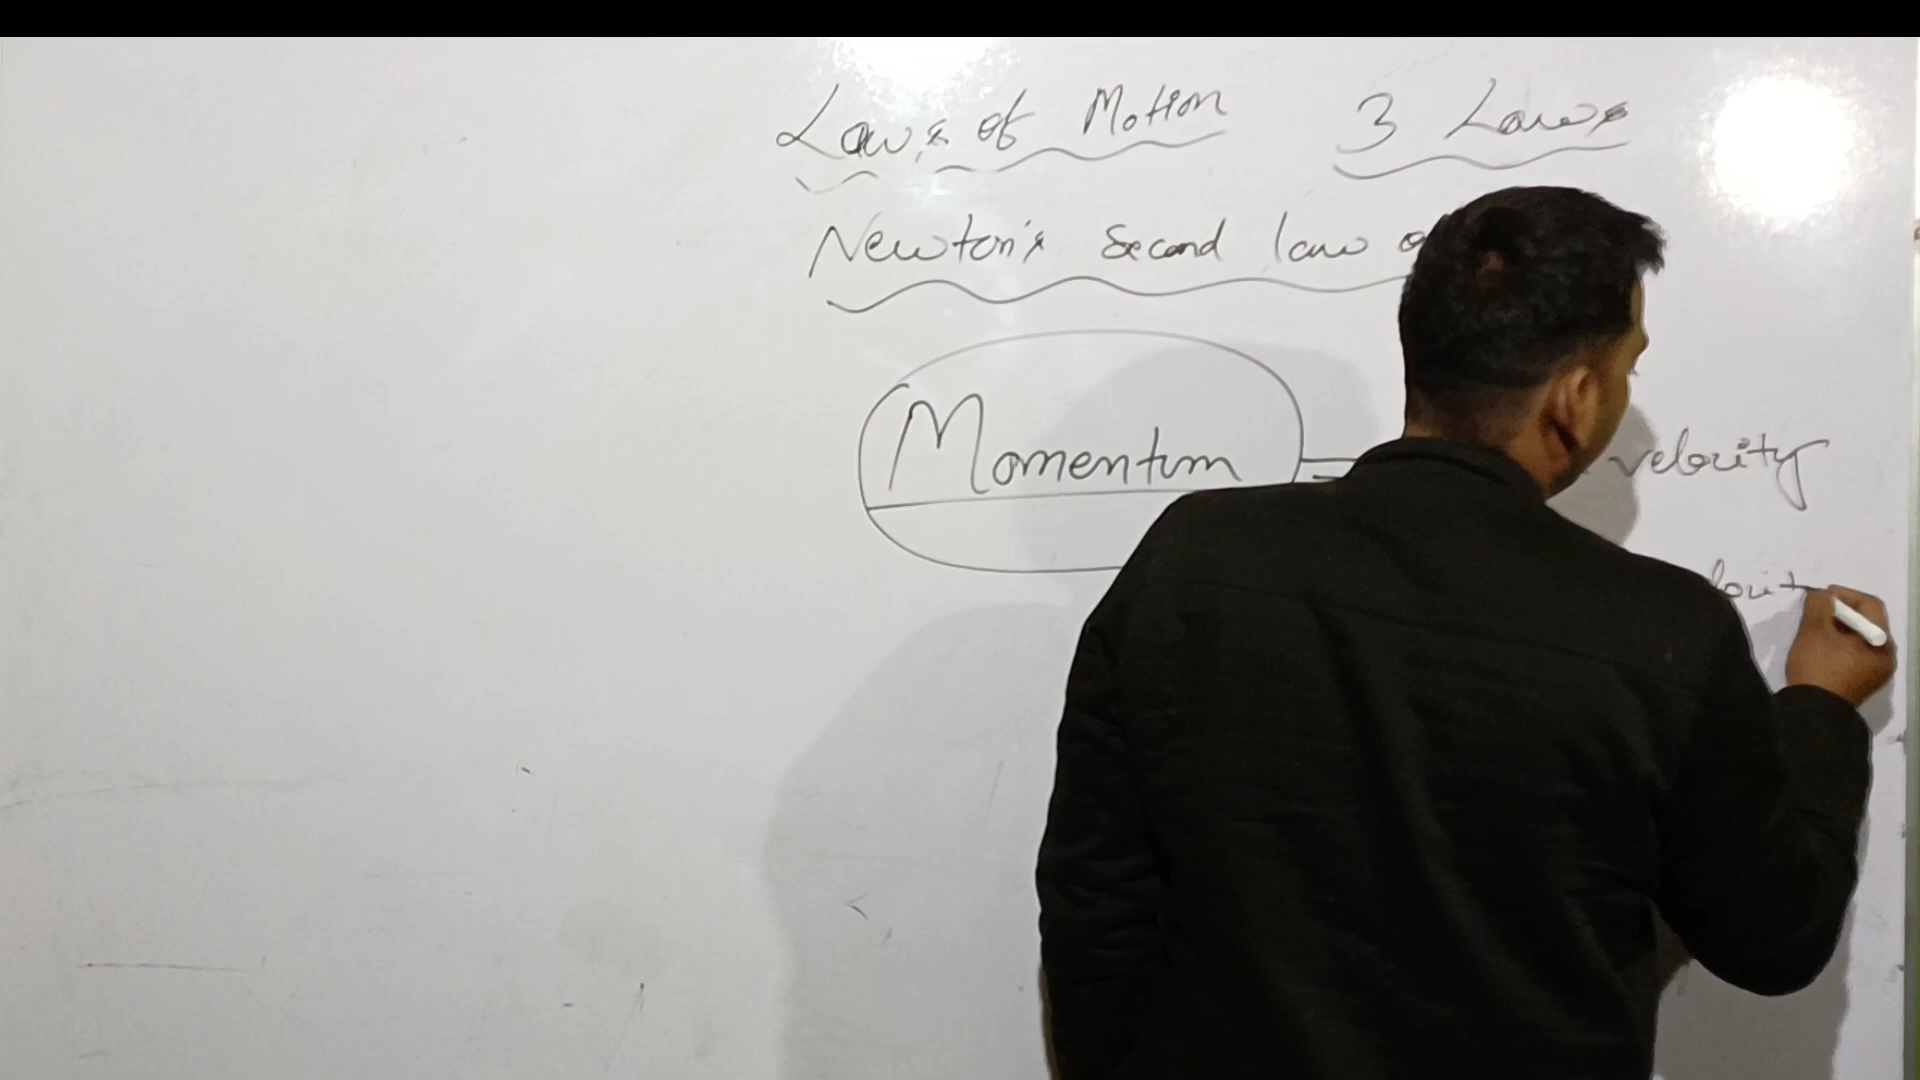 Laws of Motion 3 Laws
Newton's Second law
Momentum = velocity